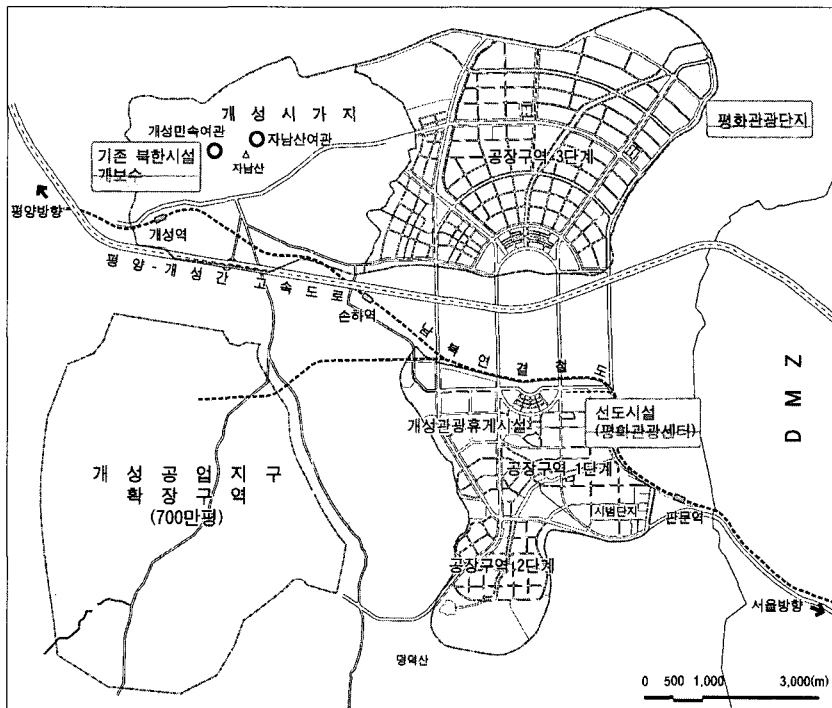 개 성 시 가 지
개성민속여관
자남산여관
자남산
기존 북한시설
개보수
평양방향
개성역
평 양 - 개 성 간 고 속 도 로
손하역
남 북 연 결 철 도
공장구역 3단계
평화관광단지
D M Z
선도시설
(평화관광센터)
개성관광휴게시설
공장구역 1단계
시범단지
판문역
공장구역 2단계
개 성 공 업 지 구
확 장 구 역
(700만평)
서울방향
명덕산
0 500 1,000 3,000(m)